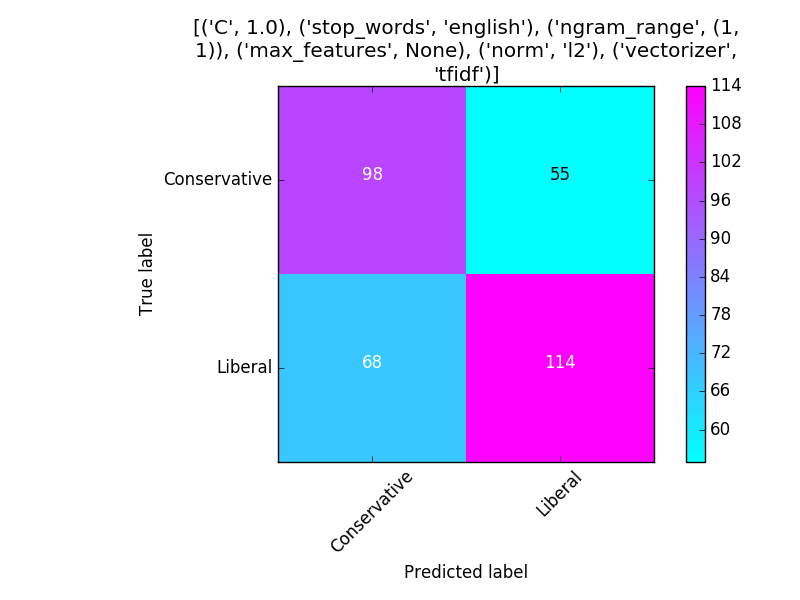 [('C', 1.0), ('stop_words', 'english'), ('ngram_range', (1,
1)), ('max_features', None), ('norm', 'l2'), ('vectorizer',
'tfidf')]
114
108
102
96
90
84
78
72
66
60
True label
Conservative
98
55
Liberal
68
114
Conservative
Liberal
Predicted label